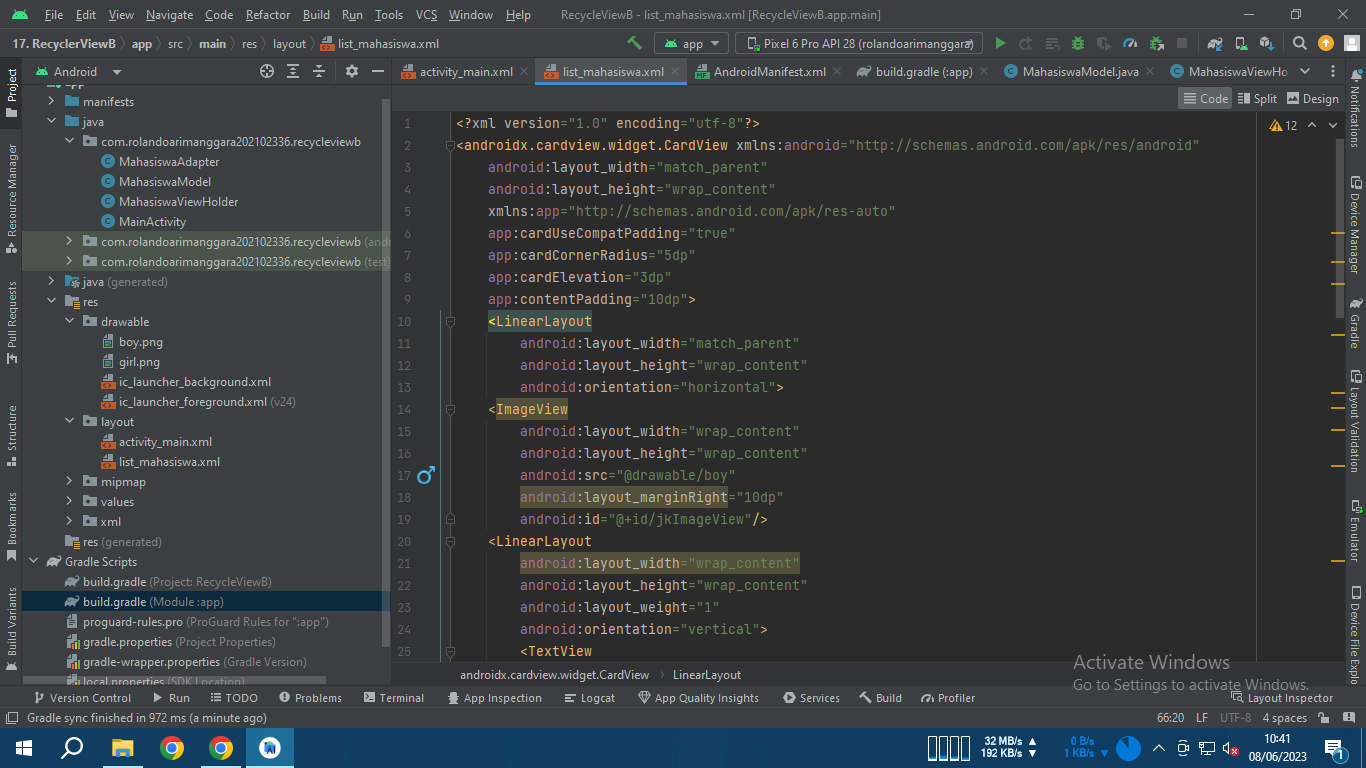 File Edit View Navigate Code Refactor Build Run Tools VCS Window Help RecycleViewB - list_mahasiswa.xml [RecycleViewB.app.main]
17. RecyclerViewB app src main res layout list_mahasiswa.xml app Pixel 6 Pro API 28 (rolandoarimanggara)
Android activity_main.xml list_mahasiswa.xml AndroidManifest.xml build.gradle (:app) MahasiswaModel.java MahasiswaViewHo
Code Split Design
Project
Resource Manager
Pull Requests
Structure
Bookmarks
Build Variants
app
manifests
java
com.rolandoarimanggara202102336.recycleviewb
MahasiswaAdapter
MahasiswaModel
MahasiswaViewHolder
MainActivity
com.rolandoarimanggara202102336.recycleviewb (and
com.rolandoarimanggara202102336.recycleviewb (test)
java (generated)
res
drawable
boy.png
girl.png
ic_launcher_background.xml
ic_launcher_foreground.xml (v24)
layout
activity_main.xml
list_mahasiswa.xml
mipmap
values
xml
res (generated)
Gradle Scripts
build.gradle (Project: RecycleViewB)
build.gradle (Module :app)
proguard-rules.pro (ProGuard Rules for ":app")
gradle.properties (Project Properties)
gradle-wrapper.properties (Gradle Version)
local.properties (SDK Location)
12
1 <?xml version="1.0" encoding="utf-8"?>
2 <androidx.cardview.widget.CardView xmlns:android="http://schemas.android.com/apk/res/android"
3 android:layout_width="match_parent"
4 android:layout_height="wrap_content"
5 xmlns:app="http://schemas.android.com/apk/res-auto"
6 app:cardUseCompatPadding="true"
7 app:cardCornerRadius="5dp"
8 app:cardElevation="3dp"
9 app:contentPadding="10dp">
10 <LinearLayout
11 android:layout_width="match_parent"
12 android:layout_height="wrap_content"
13 android:orientation="horizontal">
14 <ImageView
15 android:layout_width="wrap_content"
16 android:layout_height="wrap_content"
17 android:src="@drawable/boy"
18 android:layout_marginRight="10dp"
19 android:id="@+id/jkImageView"/>
20 <LinearLayout
21 android:layout_width="wrap_content"
22 android:layout_height="wrap_content"
23 android:layout_weight="1"
24 android:orientation="vertical">
25 <TextView
androidx.cardview.widget.CardView LinearLayout
Notifications
Device Manager
Gradle
Layout Validation
Emulator
Device File Explo
Activate Windows
Go to Settings to activate Windows.
Version Control Run TODO Problems Terminal App Inspection Logcat App Quality Insights Services Build Profiler Layout Inspector
Gradle sync finished in 972 ms (a minute ago) 66:20 LF UTF-8 4 spaces
32 MB/s 0 B/s 10:41
192 KB/s 1 KB/s 08/06/2023 1